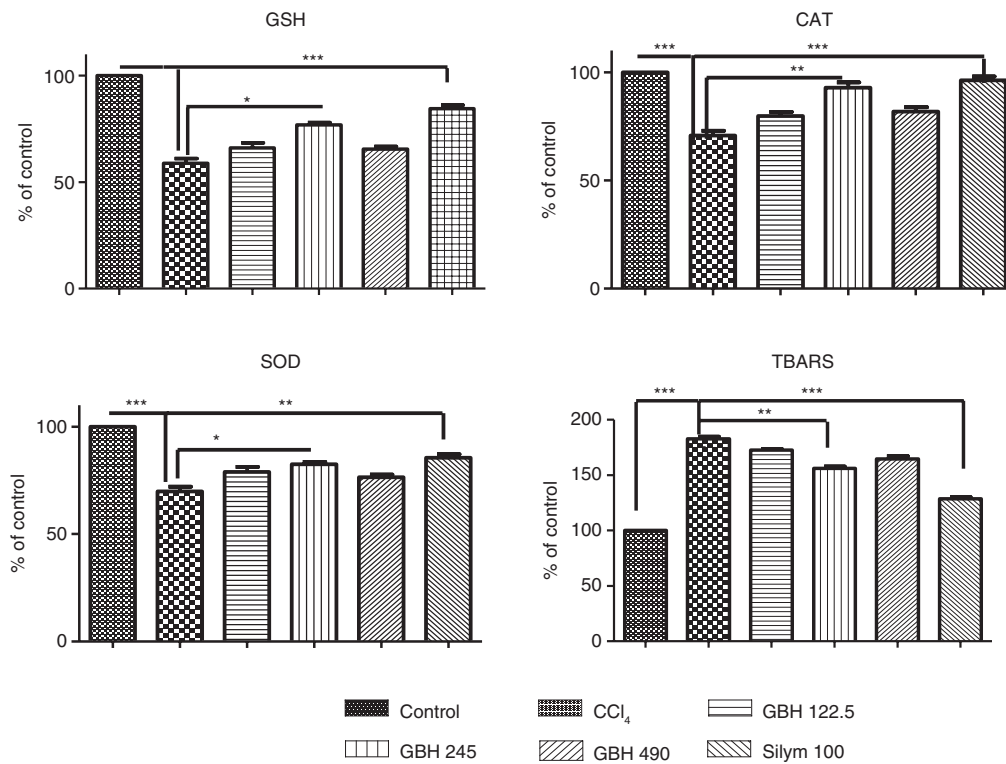 GSH
***
*
100
50
0
% of control
CAT
***
***
**
100
50
0
% of control
SOD
***
**
*
100
50
0
% of control
TBARS
***
***
**
200
150
100
50
0
% of control
Control
CCl₄
GBH 122.5
GBH 245
GBH 490
Silym 100